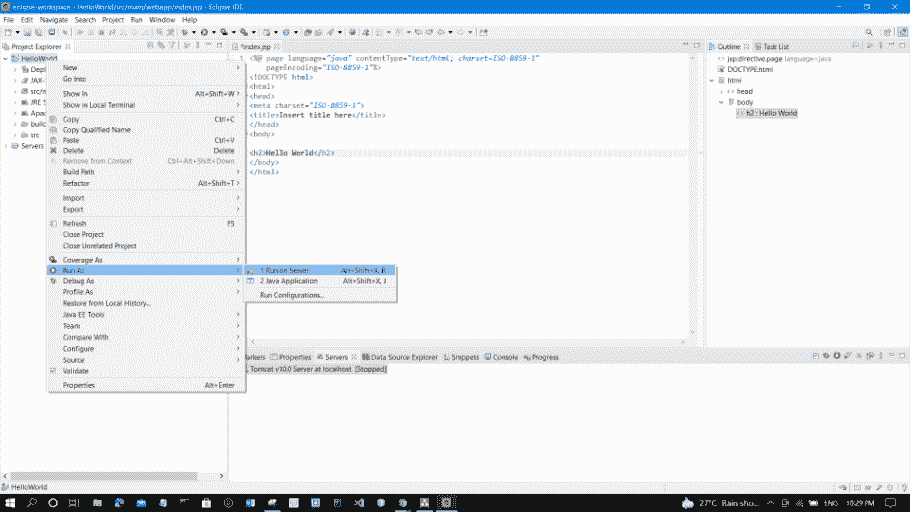 eclipse-workspace - HelloWorld/src/main/webapp/index.jsp - Eclipse IDE
File Edit Navigate Search Project Run Window Help
Project Explorer
*index.jsp
Outline Task List
HelloWorld
Deplo
JAX-
src/m
JRE S
Apac
build
src
Servers
New
Go Into
Show In Alt+Shift+W >
Show in Local Terminal
Copy Ctrl+C
Copy Qualified Name
Paste Ctrl+V
Delete Delete
Remove from Context Ctrl+Alt+Shift+Down
Build Path
Refactor Alt+Shift+T >
Import
Export
Refresh F5
Close Project
Close Unrelated Project
Coverage As
Run As
Debug As
Profile As
Restore from Local History...
Java EE Tools
Team
Compare With
Configure
Source
Validate
Properties Alt+Enter
1 Run on Server Alt+Shift+X, R
2 Java Application Alt+Shift+X, J
Run Configurations...
1 <%@ page language="java" contentType="text/html; charset=ISO-8859-1"
pageEncoding="ISO-8859-1"%>
<!DOCTYPE html>
<html>
<head>
<meta charset="ISO-8859-1">
<title>Insert title here</title>
</head>
<body>
<h2>Hello World</h2>
</body>
</html>
jsp:directive.page language=java
DOCTYPE:html
html
head
body
h2 : Hello World
Markers Properties Servers Data Source Explorer Snippets Console Progress
Tomcat v10.0 Server at localhost [Stopped]
HelloWorld
27°C Rain sho... ENG 10:29 PM